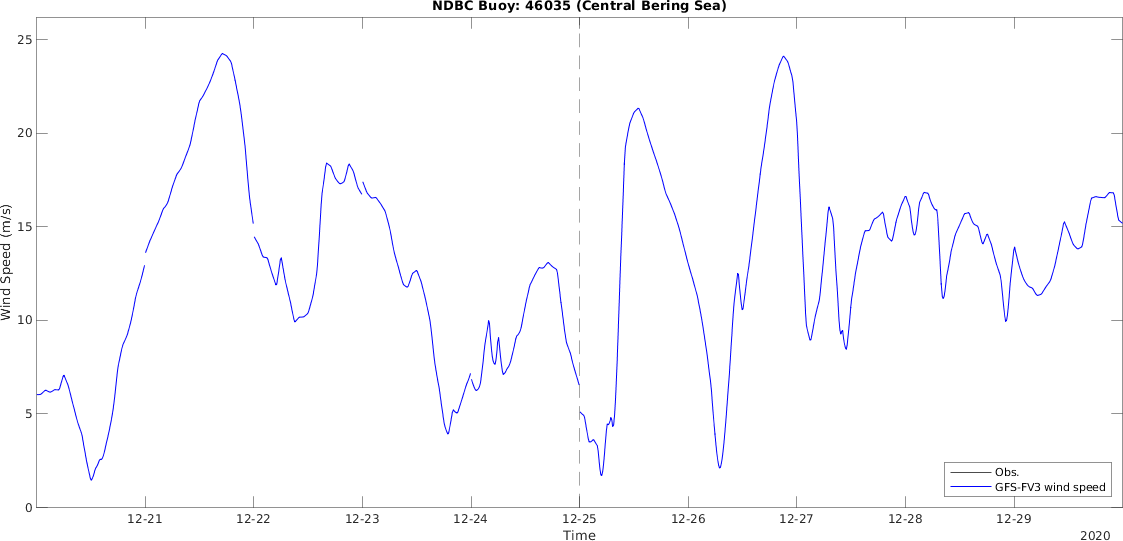 NDBC Buoy: 46035 (Central Bering Sea)
25
20
15
10
5
0
Wind Speed (m/s)
12-21 12-22 12-23 12-24 12-25 12-26 12-27 12-28 12-29
Time
2020
Obs.
GFS-FV3 wind speed